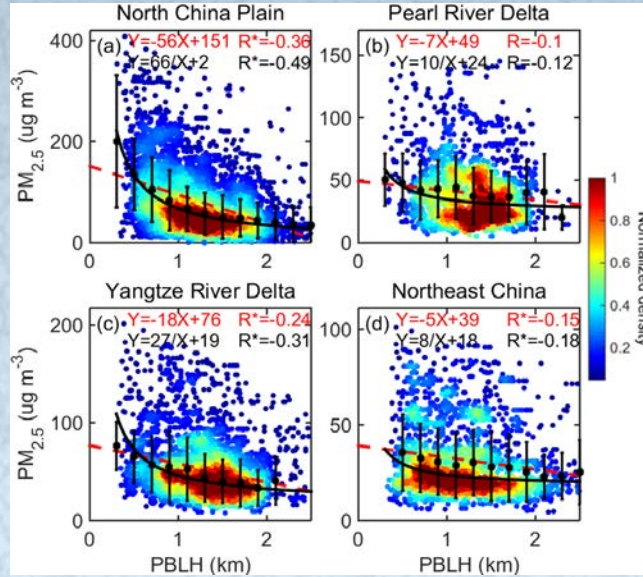 North China Plain
Pearl River Delta
(a)
Y=-56X+151 R*=-0.36
Y=66/X+2 R*=-0.49
(b)
Y=-7X+49 R=-0.1
Y=10/X+24 R=-0.12
400
200
0
150
100
50
0
0 1 2
0 1 2
PM2.5 (ug m-3)
Yangtze River Delta
Northeast China
(c)
Y=-18X+76 R*=-0.24
Y=27/X+19 R*=-0.31
(d)
Y=-5X+39 R*=-0.15
Y=8/X+18 R*=-0.18
200
100
0
100
50
0
0 1 2
0 1 2
PM2.5 (ug m-3)
PBLH (km)
PBLH (km)
1
0.8
0.6
0.4
0.2
Normalized density